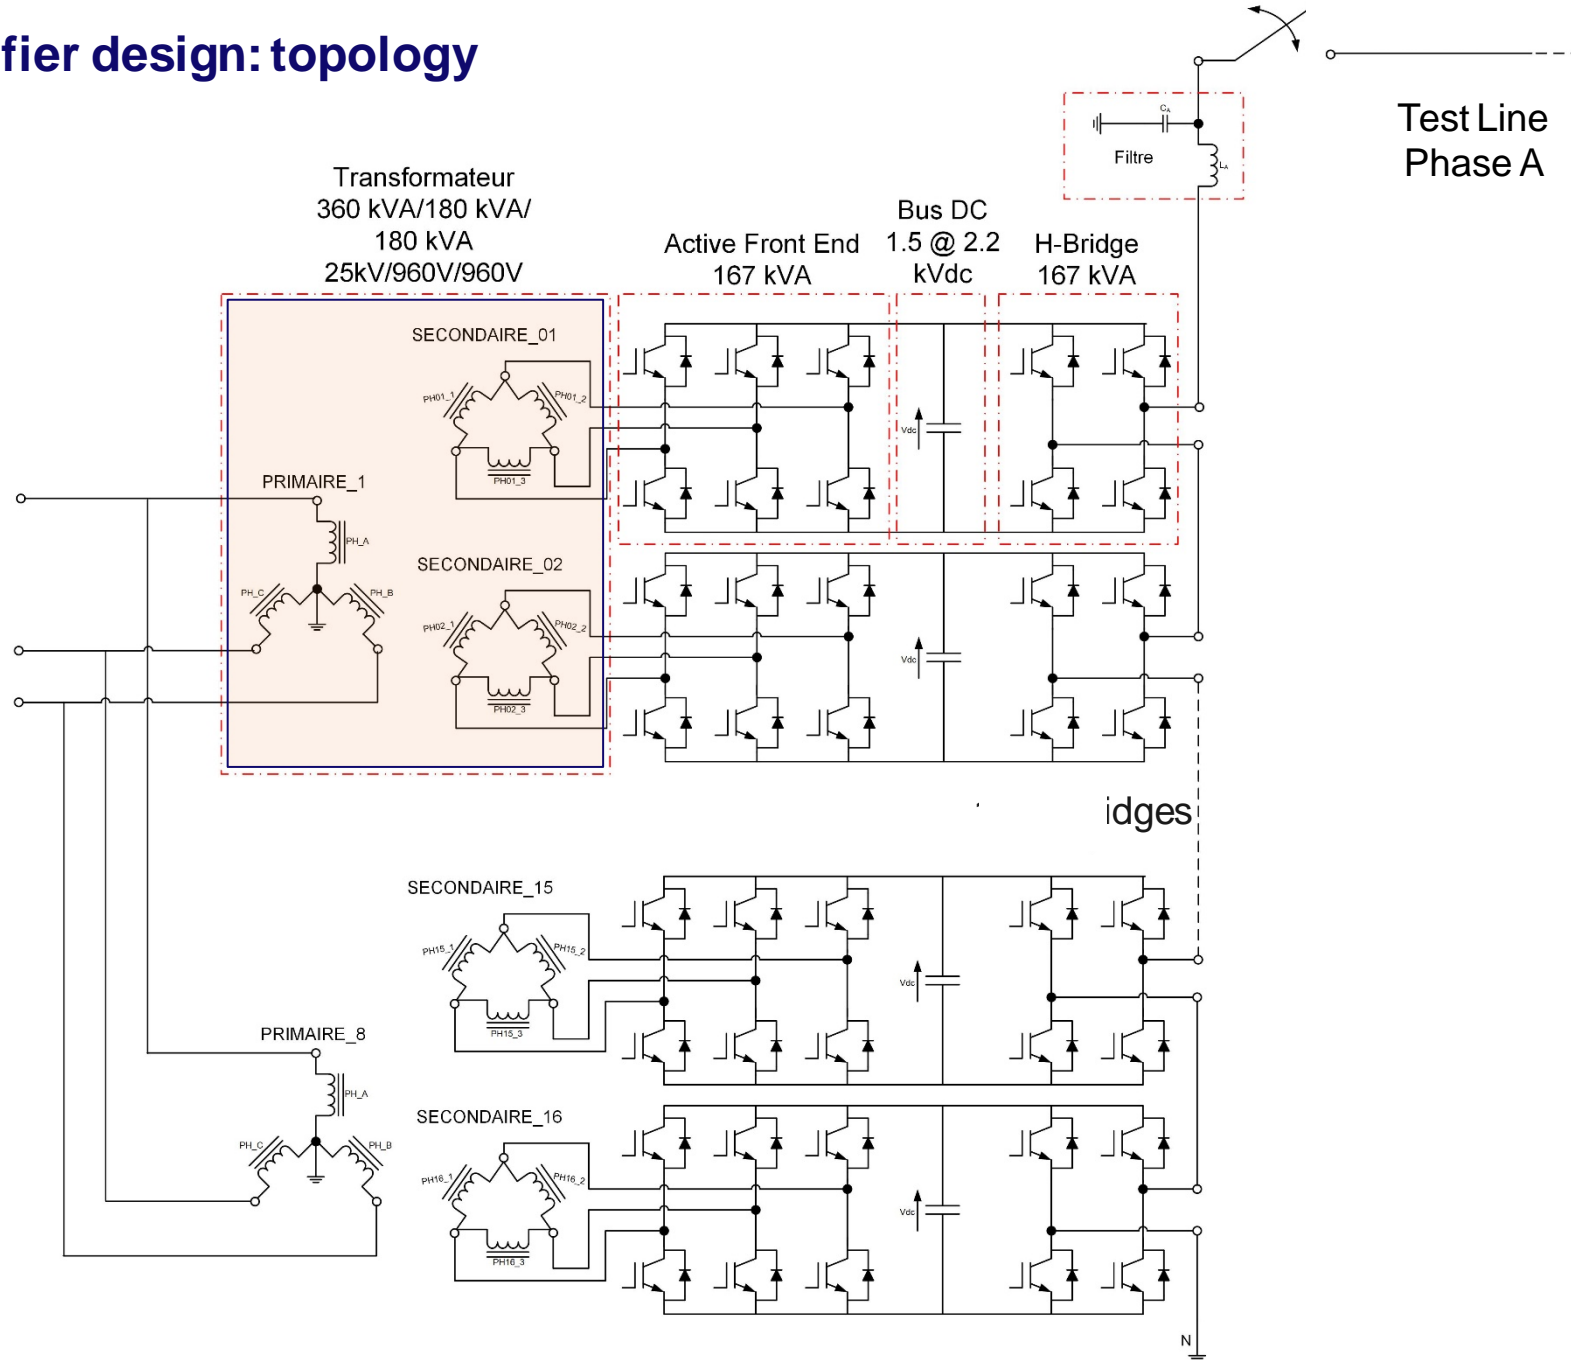 fier design: topology
Test Line
Phase A
C_A
Filtre
L_A
Transformateur
360 kVA/180 kVA/
180 kVA
25kV/960V/960V
Active Front End
167 kVA
Bus DC
1.5 @ 2.2
kVdc
H-Bridge
167 kVA
SECONDAIRE_01
PH01_1
PH01_2
PH01_3
Vdc
PRIMAIRE_1
PH_A
PH_C
PH_B
SECONDAIRE_02
PH02_1
PH02_2
PH02_3
Vdc
idges
SECONDAIRE_15
PH15_1
PH15_2
PH15_3
Vdc
PRIMAIRE_8
PH_A
PH_C
PH_B
SECONDAIRE_16
PH16_1
PH16_2
PH16_3
Vdc
N